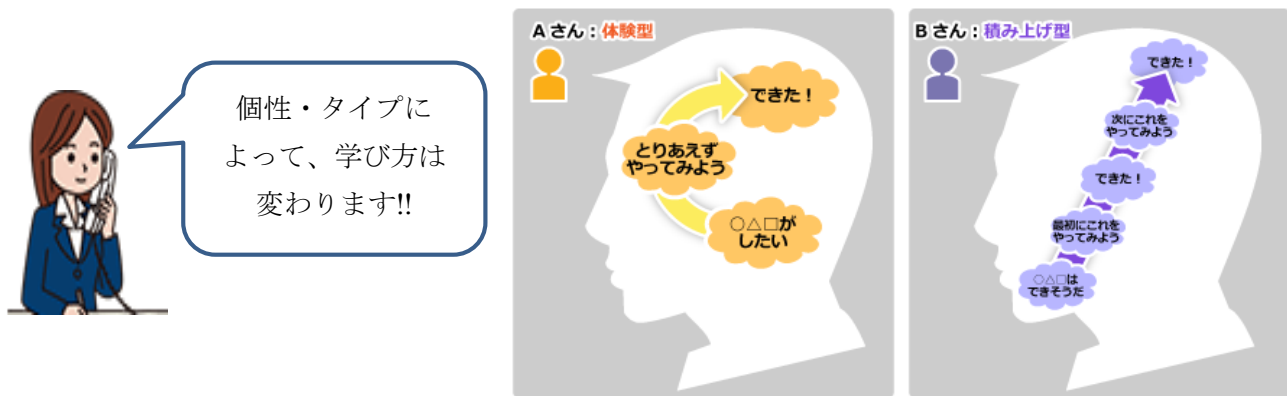 個性・タイプに
よって、学び方は
変わります!!
Aさん：体験型
できた！
とりあえず
やってみよう
○△□が
したい
Bさん：積み上げ型
できた！
次にこれを
やってみよう
できた！
最初にこれを
やってみよう
○△□は
できそうだ